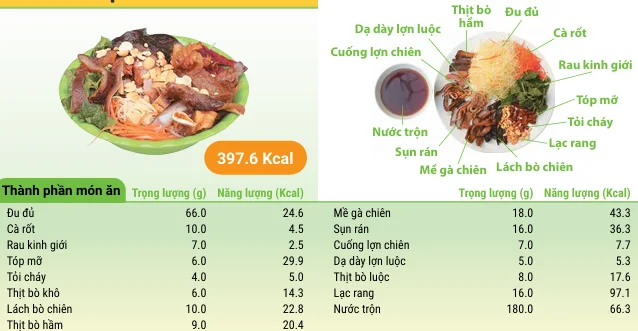 397.6 Kcal
Thịt bò
hầm
Đu đủ
Dạ dày lợn luộc
Cà rốt
Cuống lợn chiên
Rau kinh giới
Tóp mỡ
Tỏi cháy
Nước trộn
Lạc rang
Sụn rán
Lách bò chiên
Mề gà chiên
Thành phần món ăn Trọng lượng (g) Năng lượng (Kcal)
Đu đủ 66.0 24.6
Cà rốt 10.0 4.5
Rau kinh giới 7.0 2.5
Tóp mỡ 6.0 29.9
Tỏi cháy 4.0 5.0
Thịt bò khô 6.0 14.3
Lách bò chiên 10.0 22.8
Thịt bò hầm 9.0 20.4
Trọng lượng (g) Năng lượng (Kcal)
Mề gà chiên 18.0 43.3
Sụn rán 16.0 36.3
Cuống lợn chiên 7.0 7.7
Dạ dày lợn luộc 5.0 5.3
Thịt bò luộc 8.0 17.6
Lạc rang 16.0 97.1
Nước trộn 180.0 66.3